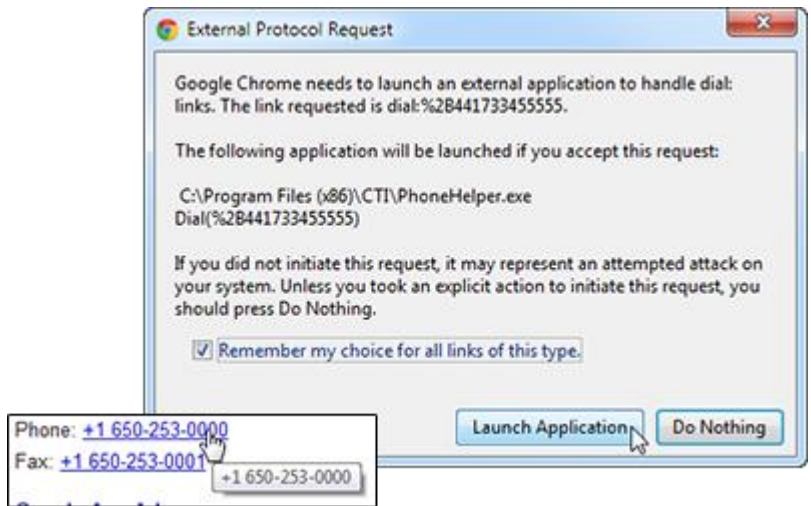 External Protocol Request
Google Chrome needs to launch an external application to handle dial:
links. The link requested is dial:%2B441733455555.
The following application will be launched if you accept this request:
C:\Program Files (x86)\CTI\PhoneHelper.exe
Dial(%2B441733455555)
If you did not initiate this request, it may represent an attempted attack on
your system. Unless you took an explicit action to initiate this request, you
should press Do Nothing.
Remember my choice for all links of this type.
Launch Application
Do Nothing
Phone: +1 650-253-0000
Fax: +1 650-253-0001
+1 650-253-0000